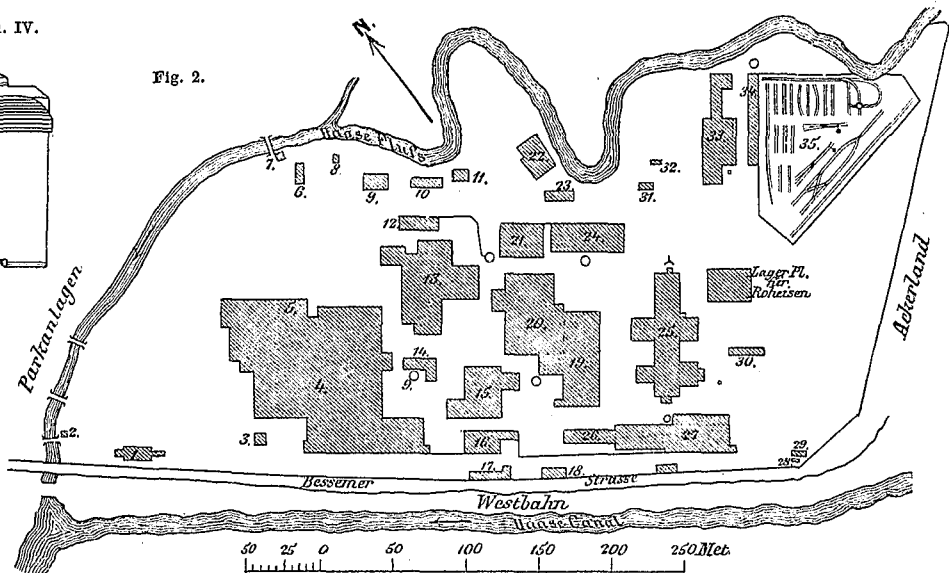 . IV.
Fig. 2.
N.
Haase Fluſs
7.
8
6.
9.
10
11.
22.
23.
31.
32.
33.
34.
35.
12
21.
24.
13.
Lager Pl.
für
Roheisen
Parkanlagen
Ackerland
5.
4.
14.
9.
20.
19.
25.
30.
15.
3.
2.
1.
16.
26.
27.
29.
28.
17.
18.
Bessemer Strasse
Westbahn
Haase Canal
50 25 0 50 100 150 200 250 Met.